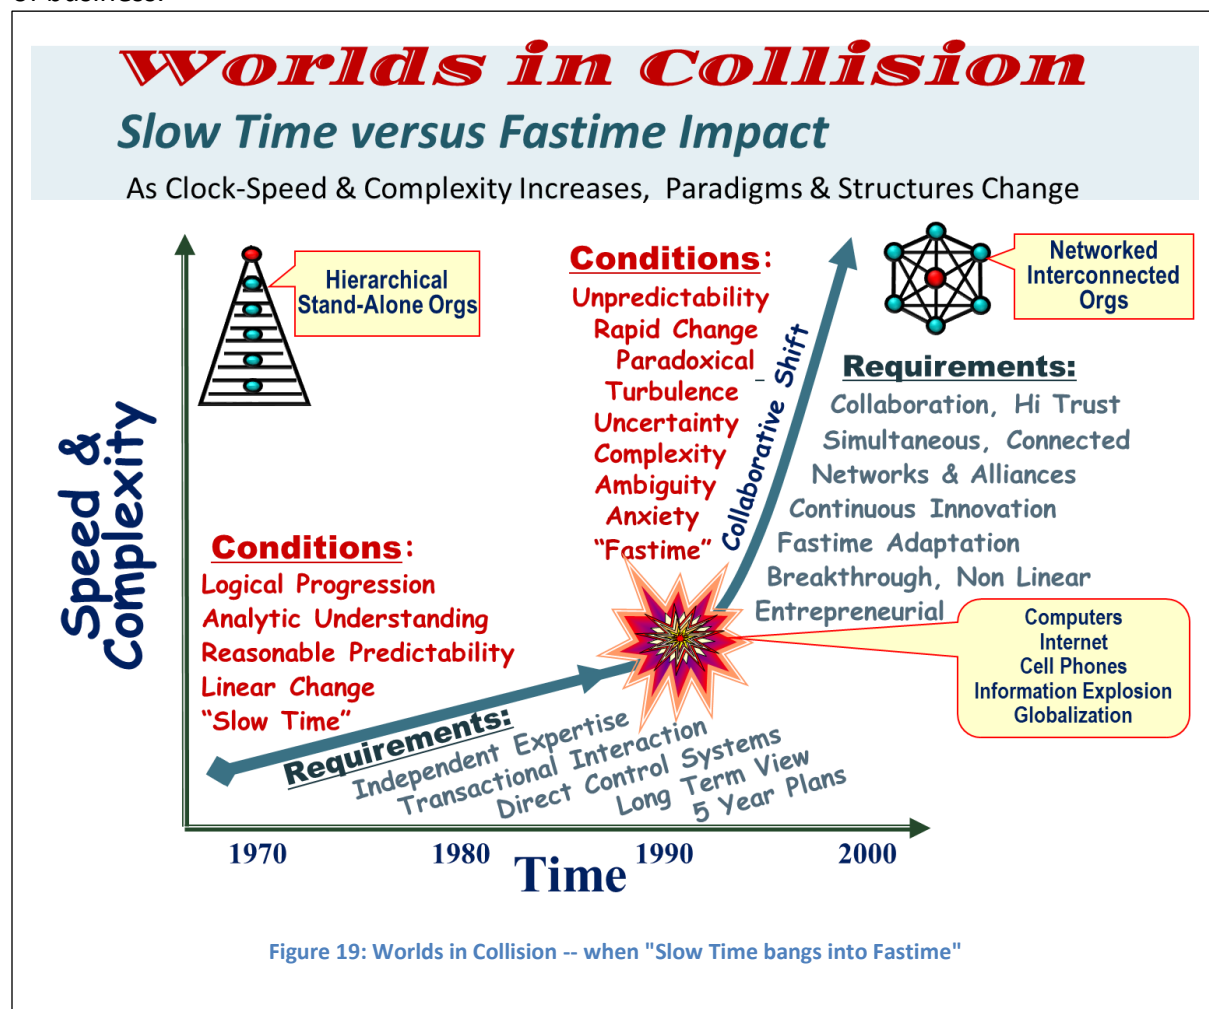 of business.
Worlds in Collision
Slow Time versus Fastime Impact
As Clock-Speed & Complexity Increases, Paradigms & Structures Change
Hierarchical
Stand-Alone Orgs
Conditions:
Unpredictability
Rapid Change
Paradoxical
Turbulence
Uncertainty
Complexity
Ambiguity
Anxiety
“Fastime”
Collaborative Shift
Networked
Interconnected
Orgs
Requirements:
Collaboration, Hi Trust
Simultaneous, Connected
Networks & Alliances
Continuous Innovation
Fastime Adaptation
Breakthrough, Non Linear
Entrepreneurial
Computers
Internet
Cell Phones
Information Explosion
Globalization
Speed &
Complexity
Conditions:
Logical Progression
Analytic Understanding
Reasonable Predictability
Linear Change
“Slow Time”
Requirements:
Independent Expertise
Transactional Interaction
Direct Control Systems
Long Term View
5 Year Plans
1970
1980
1990
2000
Time
Figure 19: Worlds in Collision -- when "Slow Time bangs into Fastime"